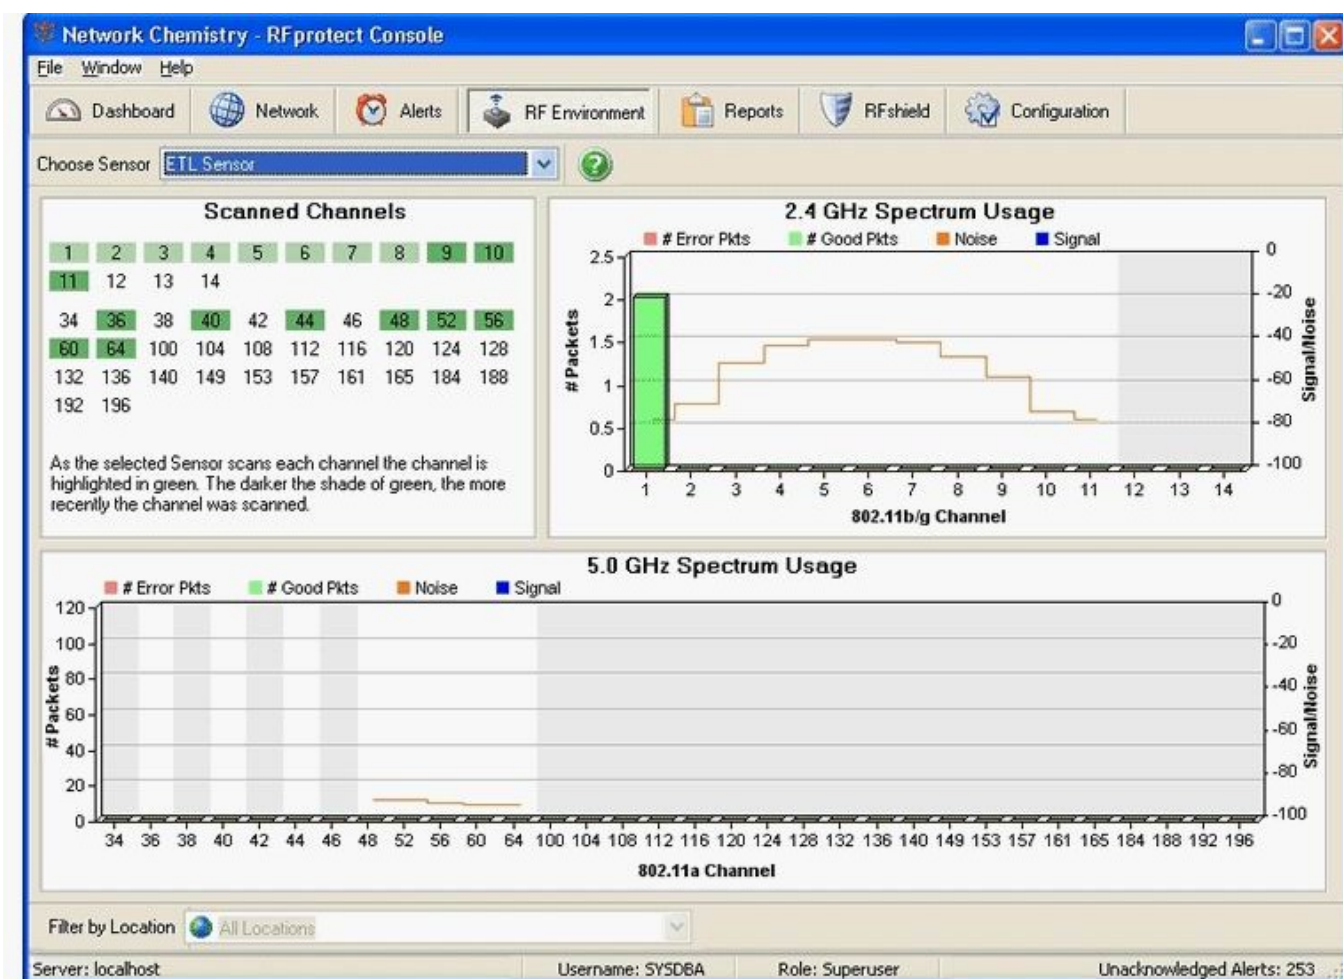 Network Chemistry - RFprotect Console
File Window Help
Dashboard Network Alerts RF Environment Reports RFshield Configuration
Choose Sensor ETL Sensor ?
Scanned Channels
1 2 3 4 5 6 7 8 9 10
11 12 13 14
34 36 38 40 42 44 46 48 52 56
60 64 100 104 108 112 116 120 124 128
132 136 140 149 153 157 161 165 184 188
192 196
As the selected Sensor scans each channel the channel is
highlighted in green. The darker the shade of green, the more
recently the channel was scanned.
2.4 GHz Spectrum Usage
# Error Pkts # Good Pkts Noise Signal
2.5
2
1.5
1
0.5
0
# Packets
0
-20
-40
-60
-80
-100
Signal/Noise
1 2 3 4 5 6 7 8 9 10 11 12 13 14
802.11b/g Channel
5.0 GHz Spectrum Usage
# Error Pkts # Good Pkts Noise Signal
120
100
80
60
40
20
0
# Packets
0
-20
-40
-60
-80
-100
Signal/Noise
34 36 38 40 42 44 46 48 52 56 60 64 100 104 108 112 116 120 124 128 132 136 140 149 153 157 161 165 184 188 192 196
802.11a Channel
Filter by Location All Locations
Server: localhost Username: SYSDBA Role: Superuser Unacknowledged Alerts: 253